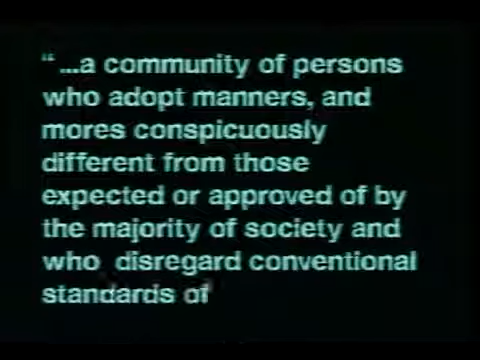 “ ...a community of persons
who adopt manners, and
mores conspicuously
different from those
expected or approved of by
the majority of society and
who disregard conventional
standards of